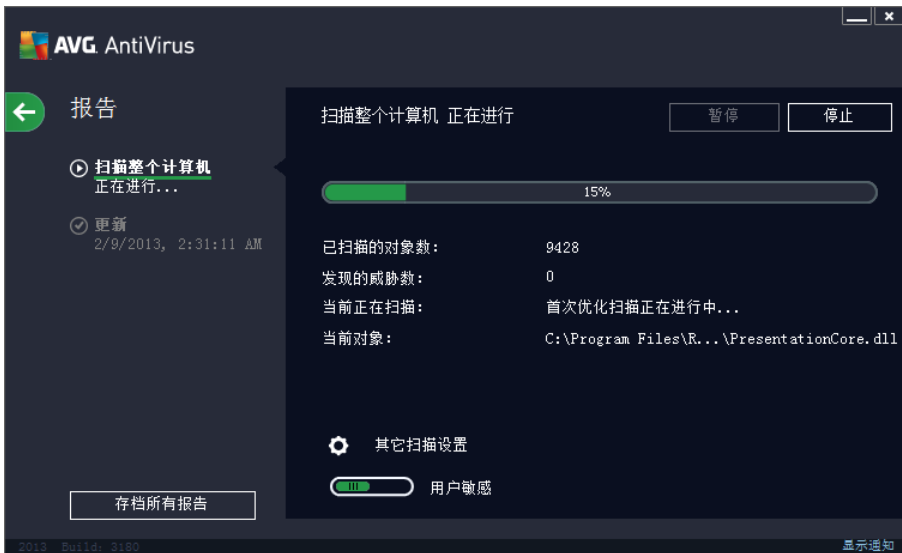 AVG. AntiVirus
报告
扫描整个计算机
正在进行...
更新
2/9/2013, 2:31:11 AM
存档所有报告
扫描整个计算机 正在进行
暂停
停止
15%
已扫描的对象数: 9428
发现的威胁数: 0
当前正在扫描: 首次优化扫描正在进行中...
当前对象: C:\Program Files\R...\PresentationCore.dll
其它扫描设置
用户敏感
2013 Build: 3180
显示通知